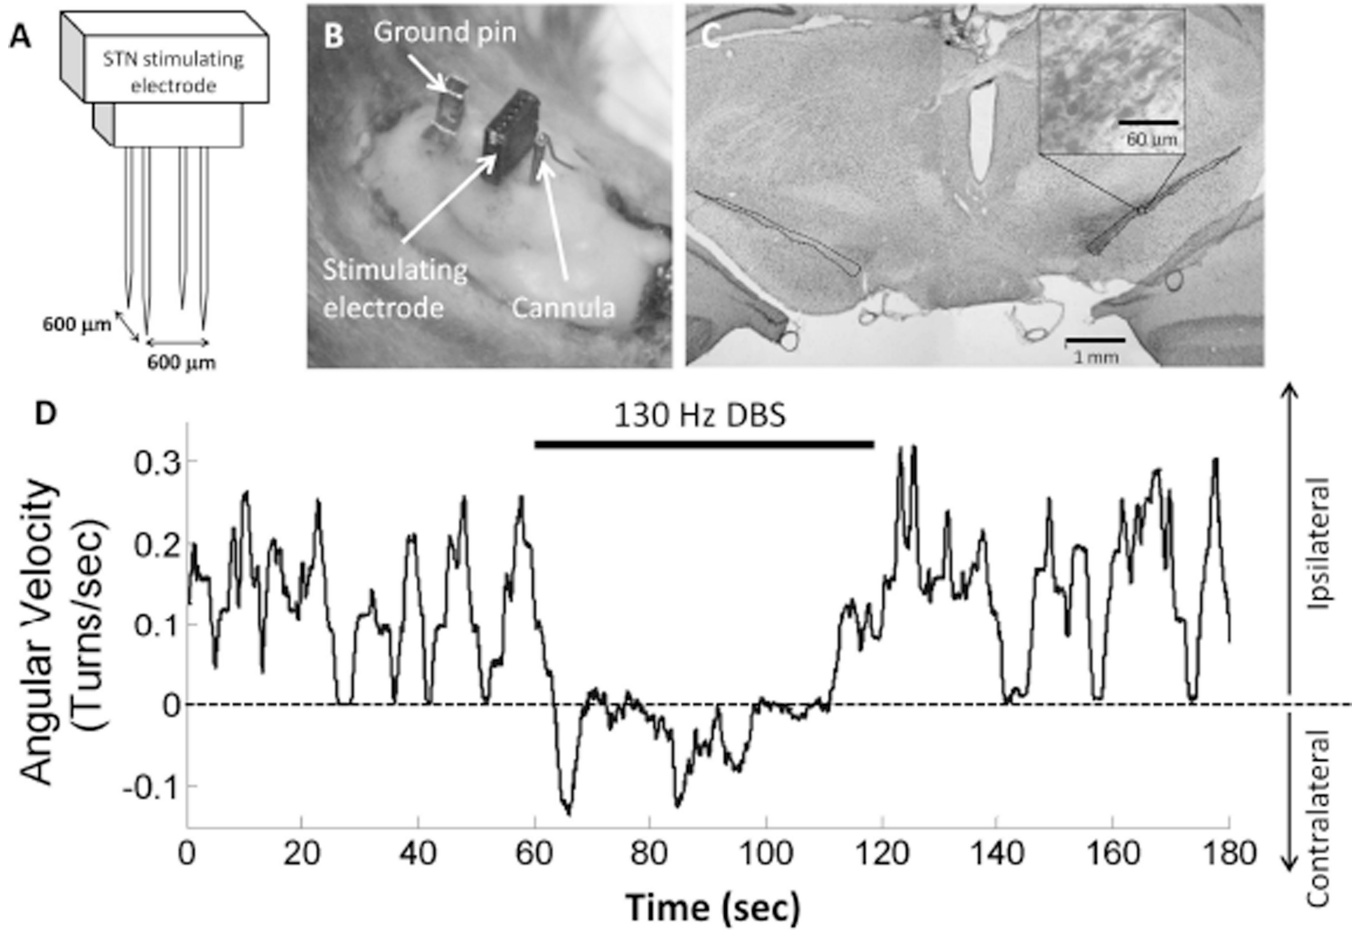 A
STN stimulating
electrode
600 µm
600 µm
B
Ground pin
Stimulating
electrode
Cannula
C
60 µm
1 mm
D
130 Hz DBS
Angular Velocity
(Turns/sec)
0.3
0.2
0.1
0
-0.1
0 20 40 60 80 100 120 140 160 180
Time (sec)
Ipsilateral
Contralateral